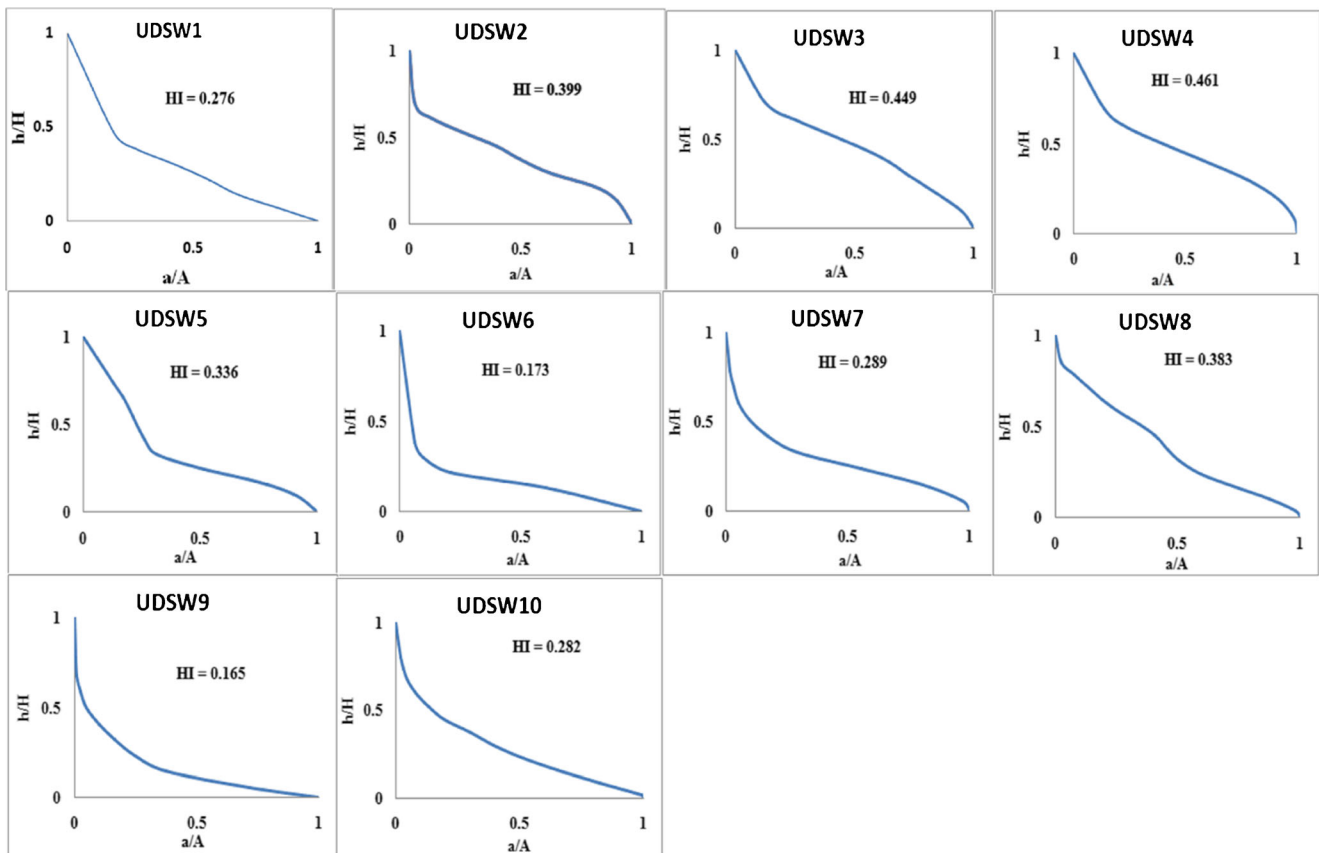 UDSW1
HI = 0.276
1
0.5
0
h/H
0
0.5
1
a/A
UDSW2
HI = 0.399
1
0.5
0
h/H
0
0.5
1
a/A
UDSW3
HI = 0.449
1
0.5
0
h/H
0
0.5
1
a/A
UDSW4
HI = 0.461
1
0.5
0
h/H
0
0.5
1
a/A
UDSW5
HI = 0.336
1
0.5
0
h/H
0
0.5
1
a/A
UDSW6
HI = 0.173
1
0.5
0
h/H
0
0.5
1
a/A
UDSW7
HI = 0.289
1
0.5
0
h/H
0
0.5
1
a/A
UDSW8
HI = 0.383
1
0.5
0
h/H
0
0.5
1
a/A
UDSW9
HI = 0.165
1
0.5
0
h/H
0
0.5
1
a/A
UDSW10
HI = 0.282
1
0.5
0
h/H
0
0.5
1
a/A